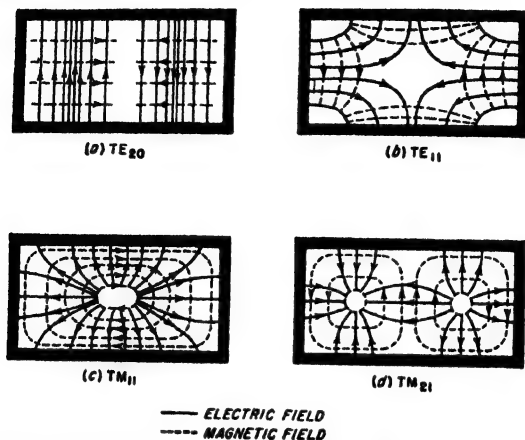 (a) TE20
(b) TE11
(c) TM11
(d) TM21
ELECTRIC FIELD
MAGNETIC FIELD